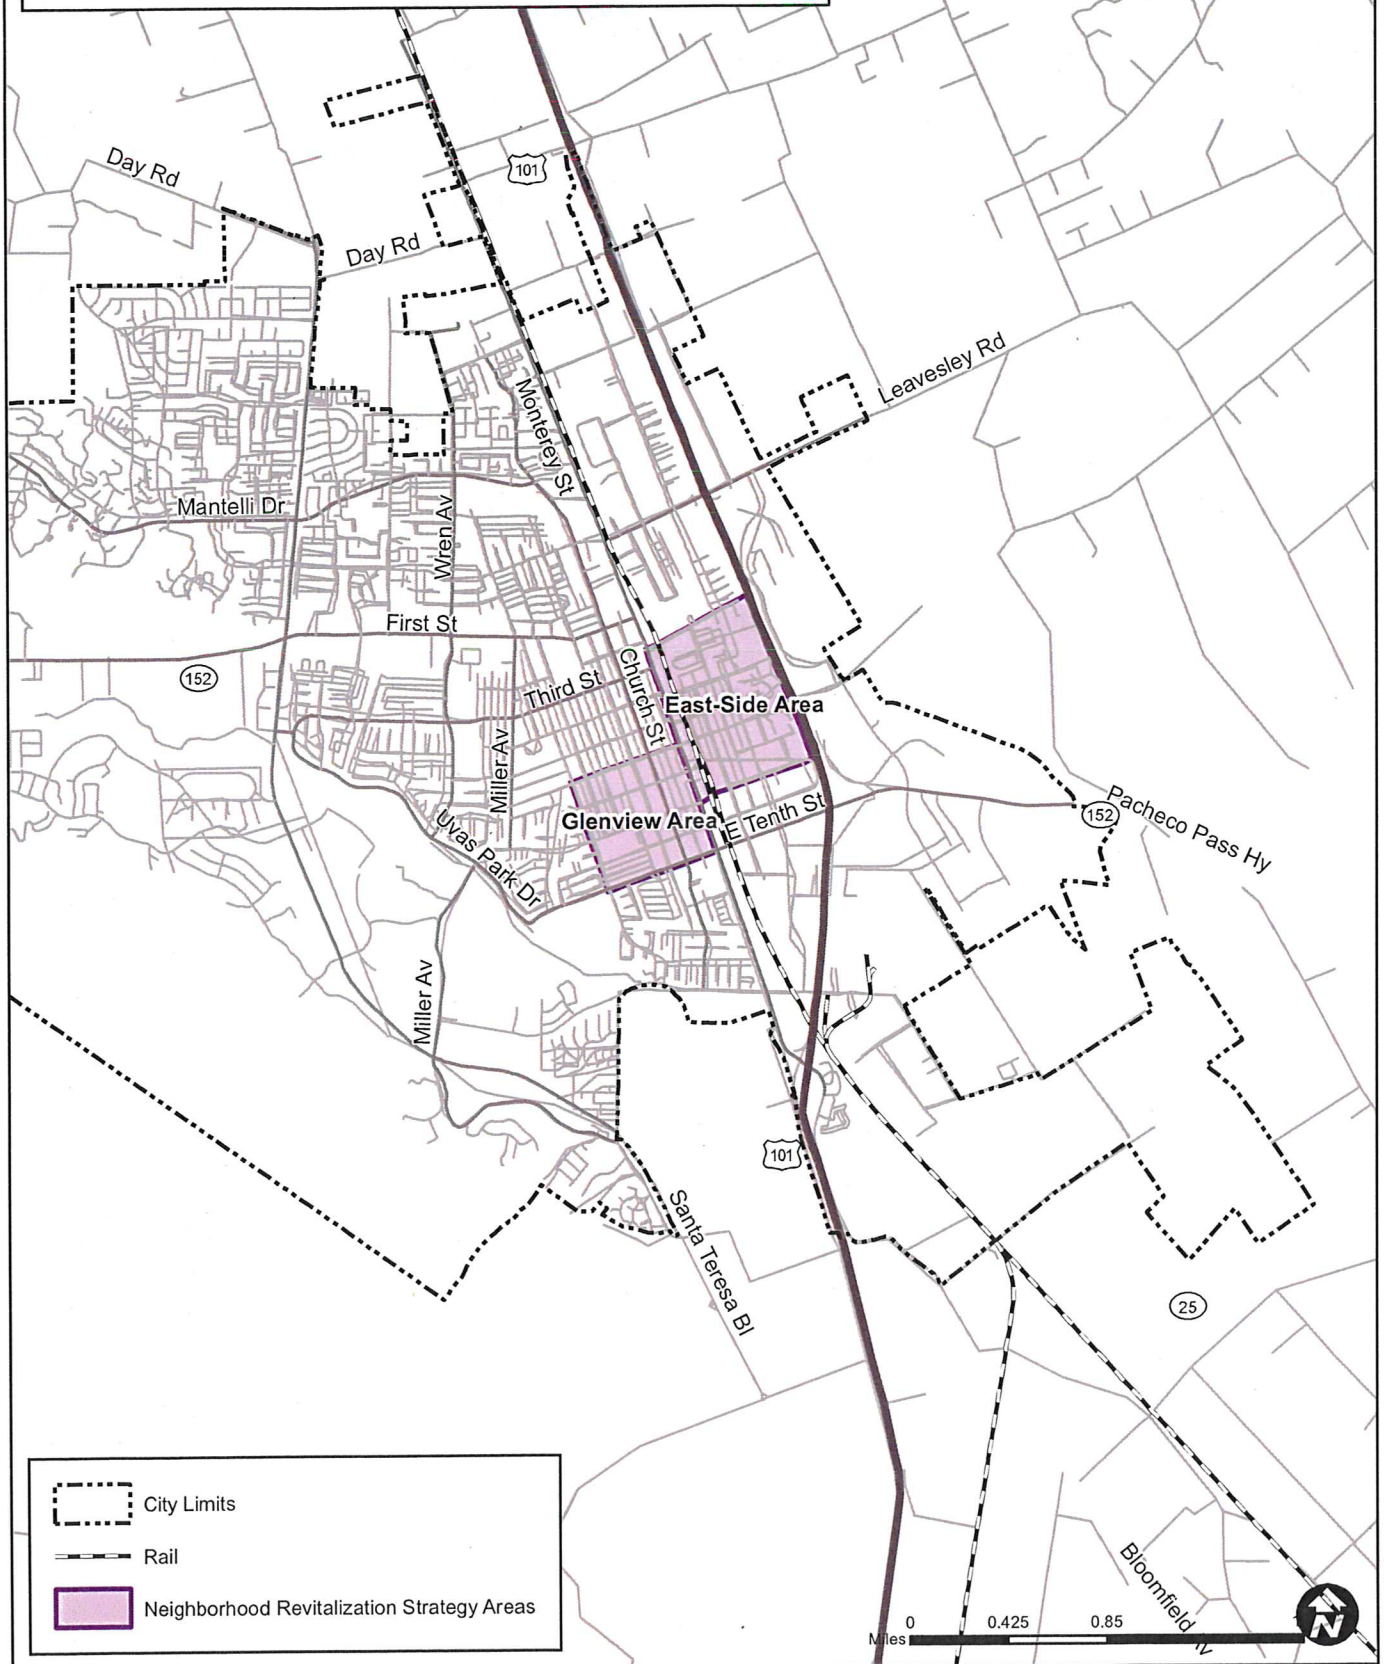 101
Day Rd
Day Rd
Leavesley Rd
Monterey St
Mantelli Dr
Wren Av
First St
152
Third St
Church St
East-Side Area
Miller Av
Glenview Area
E Tenth St
Uvas Park Dr
152
Pacheco Pass Hy
Miller Av
101
Santa Teresa Bl
25
City Limits
Rail
Neighborhood Revitalization Strategy Areas
Bloomfield
0 0.425 0.85
Miles
N